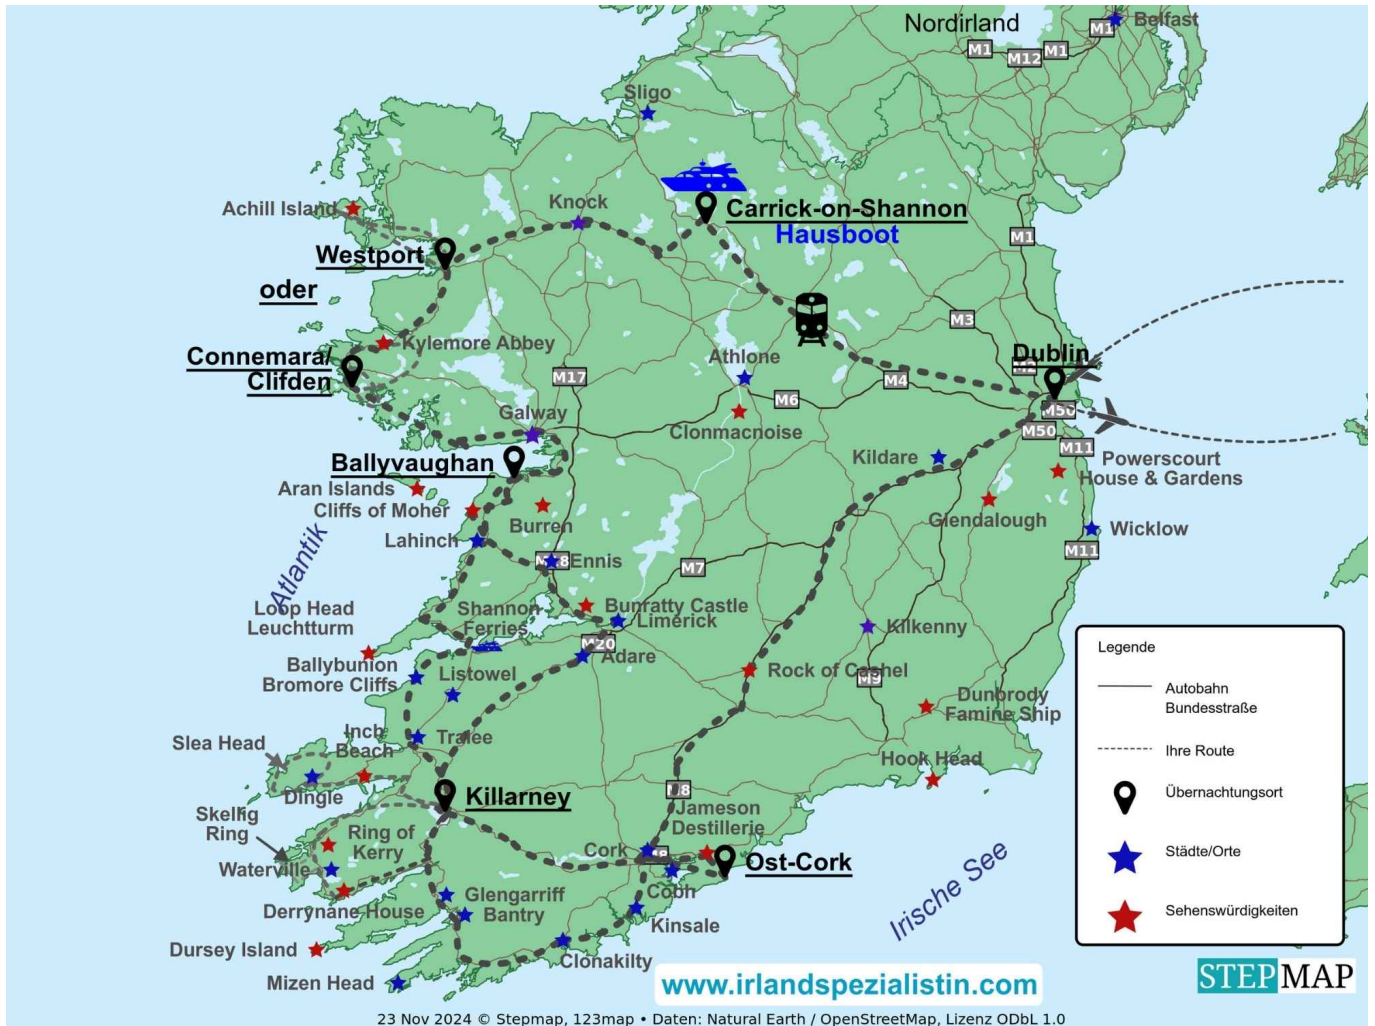 Nordirland
Belfast
M1
M1
M12
M1
Sligo
Achill Island
Knock
Carrick-on-Shannon
Hausboot
M1
Westport
oder
M3
Kylemore Abbey
Connemara/
Clifden
Athlone
Dublin
M17
M4
M6
M50
Galway
Clonmacnoise
M50
M11
Ballyvaughan
Kildare
Powerscourt
House & Gardens
Aran Islands
Cliffs of Moher
Burren
Glendalough
Wicklow
Lahinch
Atlantik
Ennis
M7
M11
Loop Head
Leuchtturm
Shannon
Ferries
Bunratty Castle
Limerick
Kilkenny
M20
Adare
Ballybunion
Bromore Cliffs
Listowel
Rock of Cashel
M9
Dunbrody
Famine Ship
Slea Head
Inch
Beach
Tralee
Hook Head
Dingle
Killarney
M8
Jameson
Destillerie
Skellig
Ring
Ring of
Kerry
Cork
M8
Ost-Cork
Waterville
Cobh
Glengarriff
Bantry
Derrynane House
Kinsale
Irische See
Dursey Island
Clonakilty
Mizen Head
Legende
Autobahn
Bundesstraße
Ihre Route
Übernachtungsort
Städte/Orte
Sehenswürdigkeiten
www.irlandspezialistin.com
STEPMAP
23 Nov 2024 © Stepmap, 123map • Daten: Natural Earth / OpenStreetMap, Lizenz ODbL 1.0